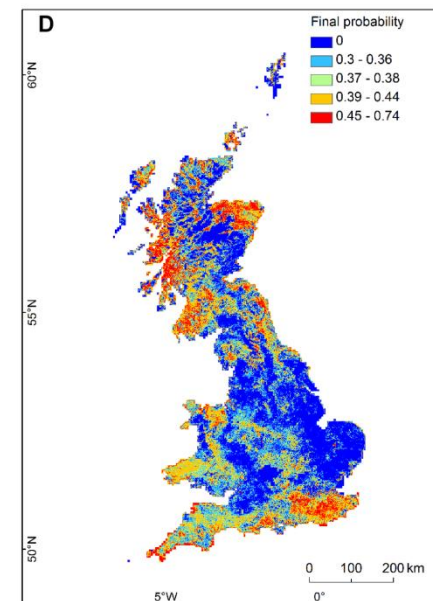 D
Final probability
0
0.3 - 0.36
0.37 - 0.38
0.39 - 0.44
0.45 - 0.74
60°N
55°N
50°N
0 100 200 km
5°W 0°